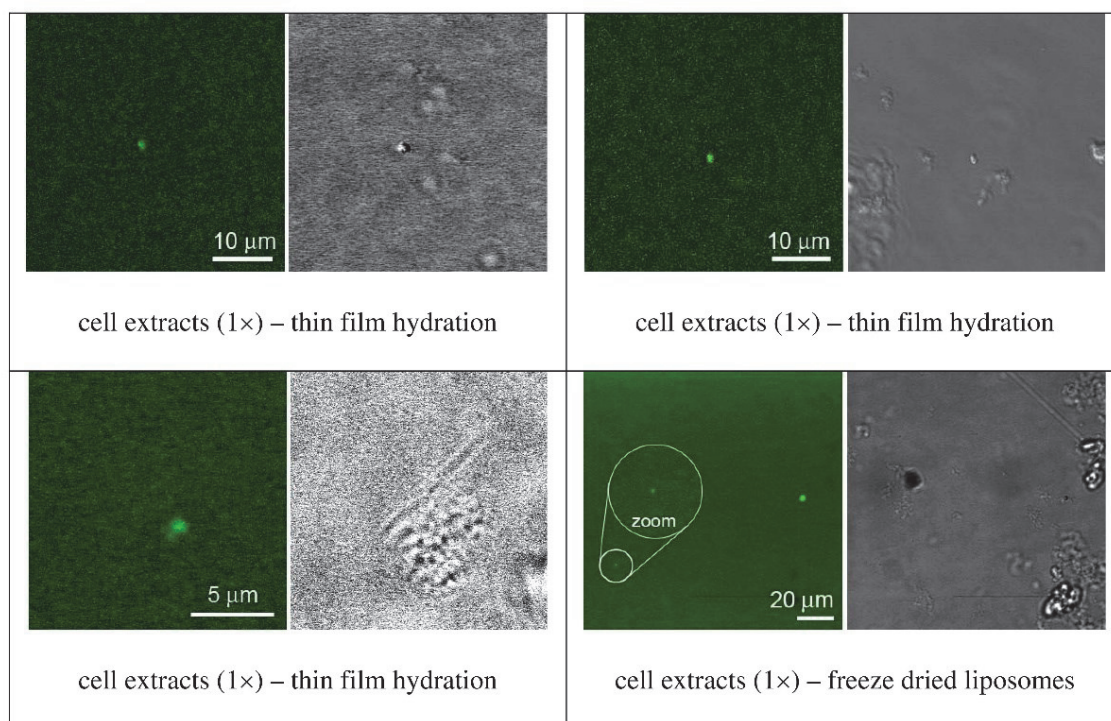 10 μm
10 μm
cell extracts (1×) – thin film hydration
cell extracts (1×) – thin film hydration
5 μm
zoom
20 μm
cell extracts (1×) – thin film hydration
cell extracts (1×) – freeze dried liposomes